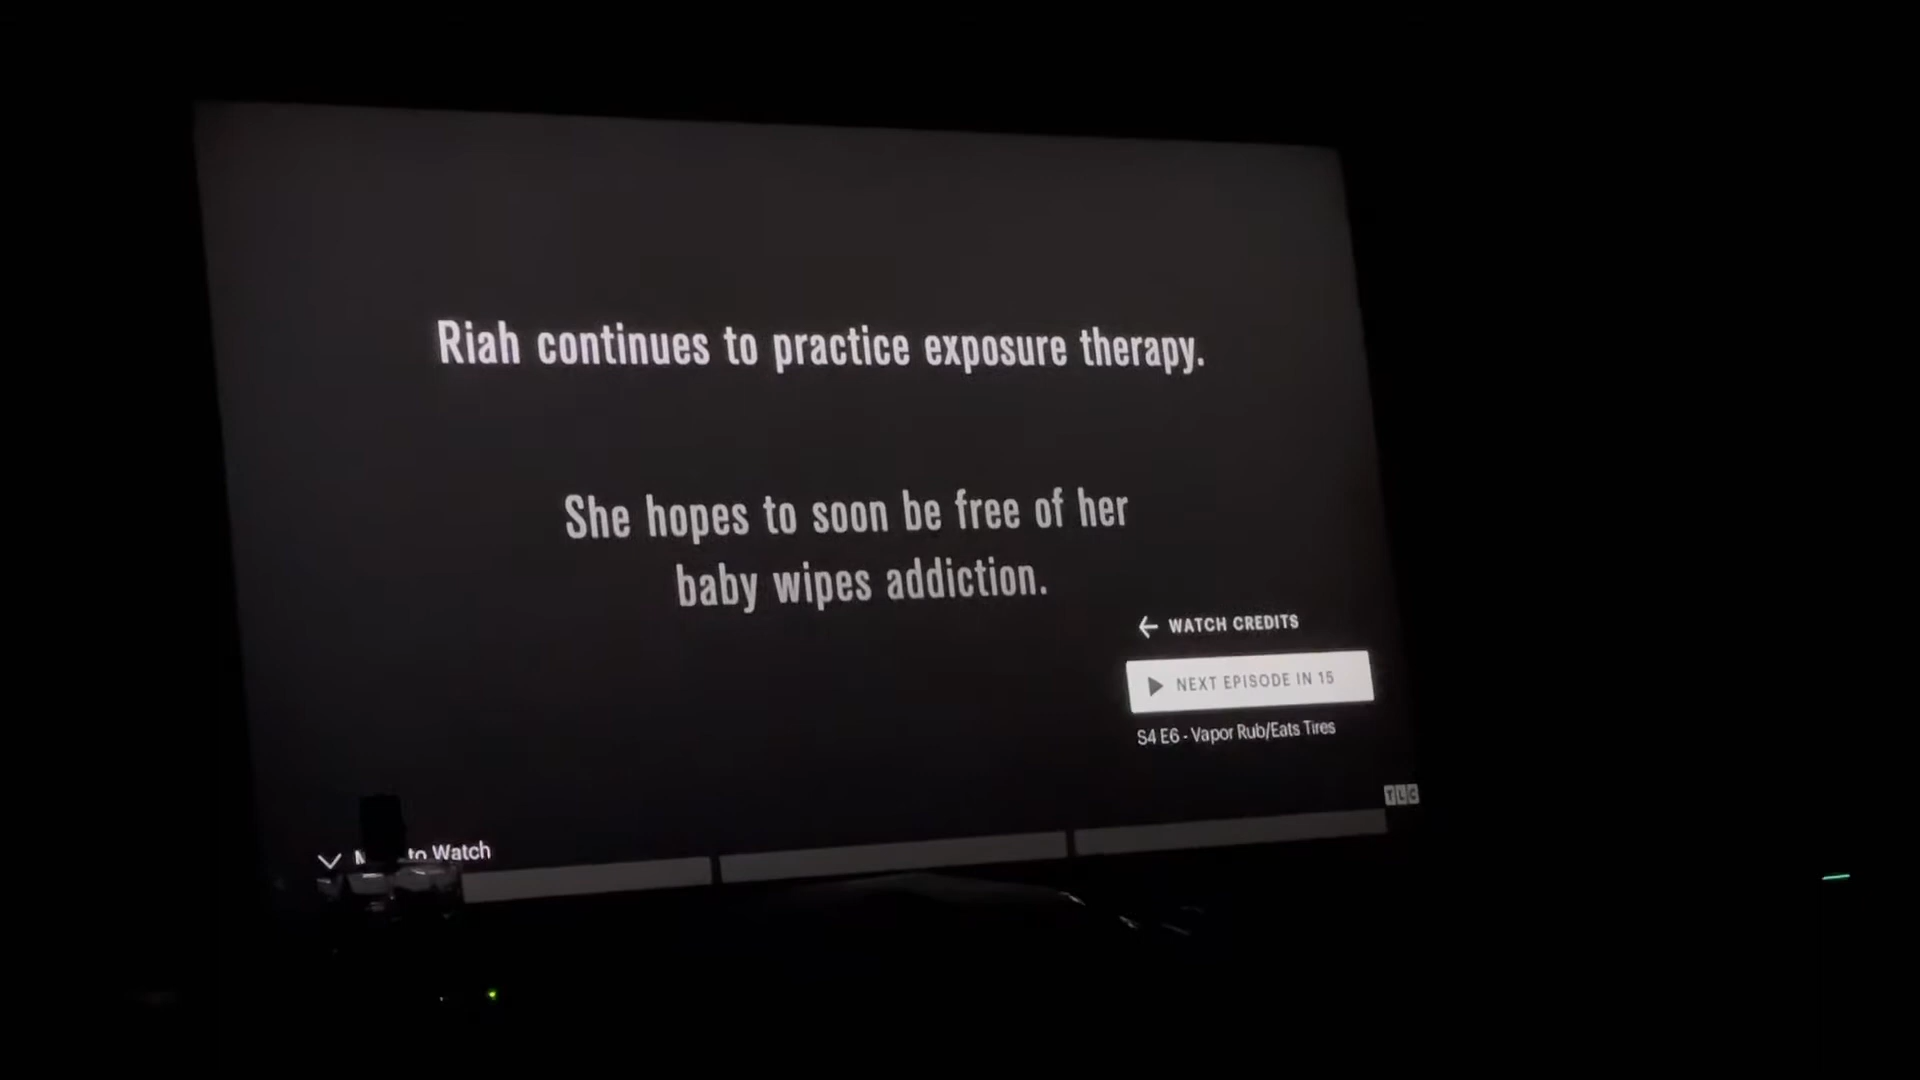 Riah continues to practice exposure therapy.
She hopes to soon be free of her
baby wipes addiction.
← WATCH CREDITS
▶ NEXT EPISODE IN 15
S4 E6 - Vapor Rub/Eats Tires
TLC
to Watch